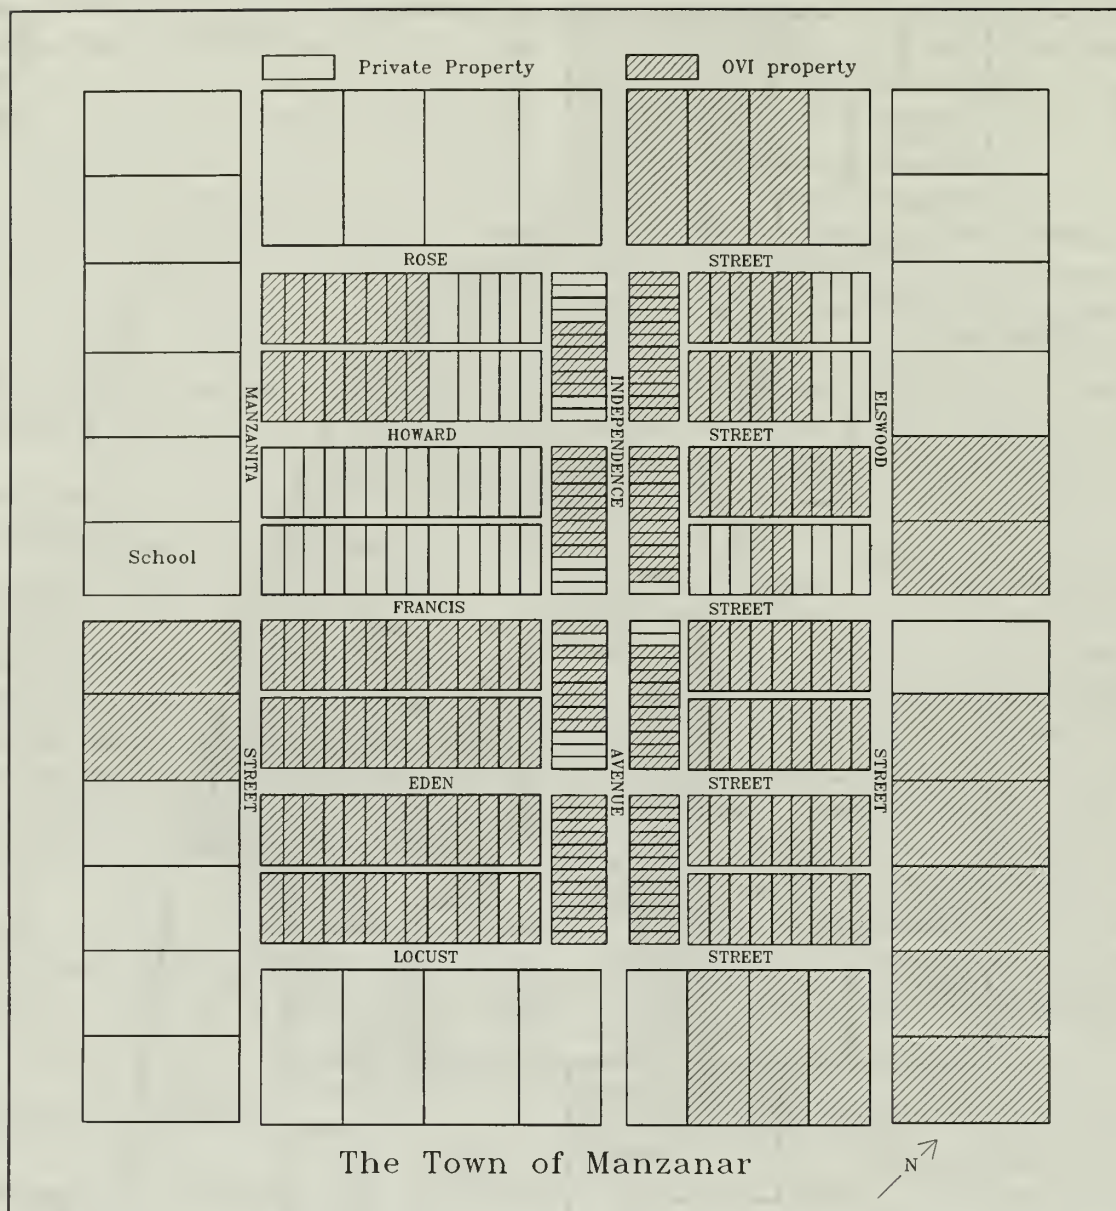 Private Property
OVI property
ROSE STREET
MANZANITA STREET
INDEPENDENCE AVENUE
ELSWOOD STREET
HOWARD STREET
School
FRANCIS STREET
EDEN STREET
LOCUST STREET
The Town of Manzanar
N